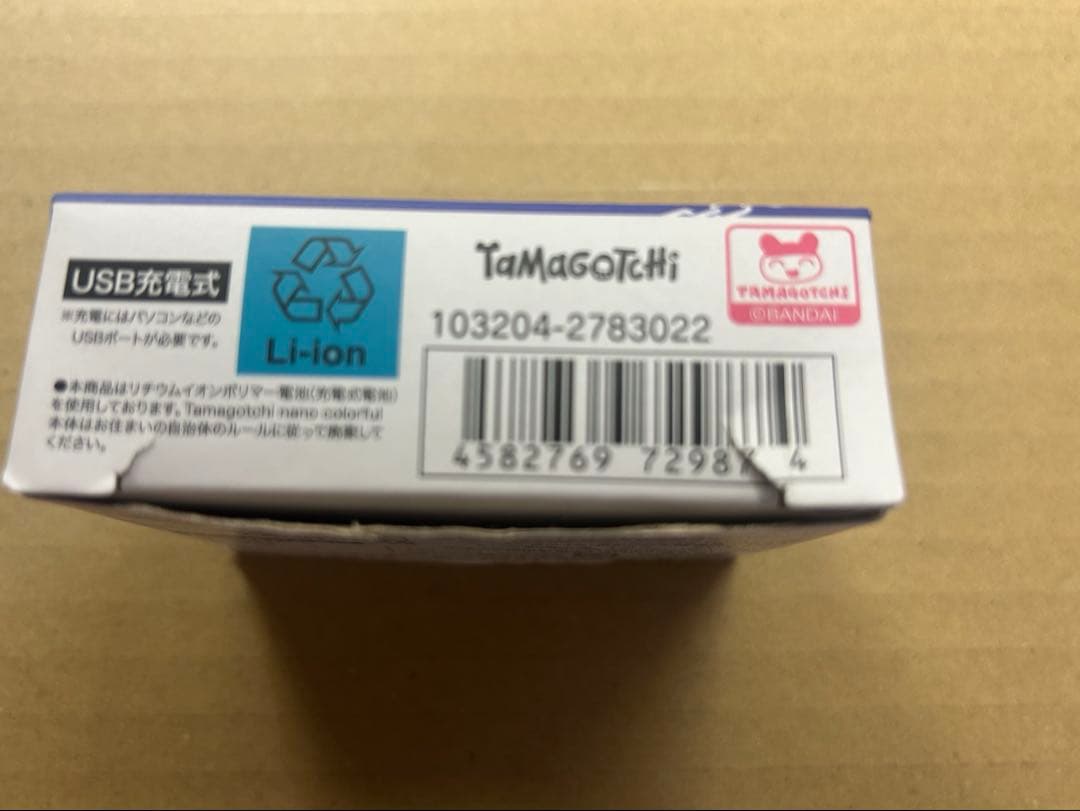 USB充電式
※充電にはパソコンなどの
USBポートが必要です。
●本商品はリチウムイオンポリマー電池(充電式電池)
を使用しております。Tamagotchi nano colorful
本体はお住まいの自治体のルールに従って廃棄して
ください。
Li-ion
TaMaGOTCHi
103204-2783022
4582769 72987 4
TAMAGOTCHI
©BANDAI